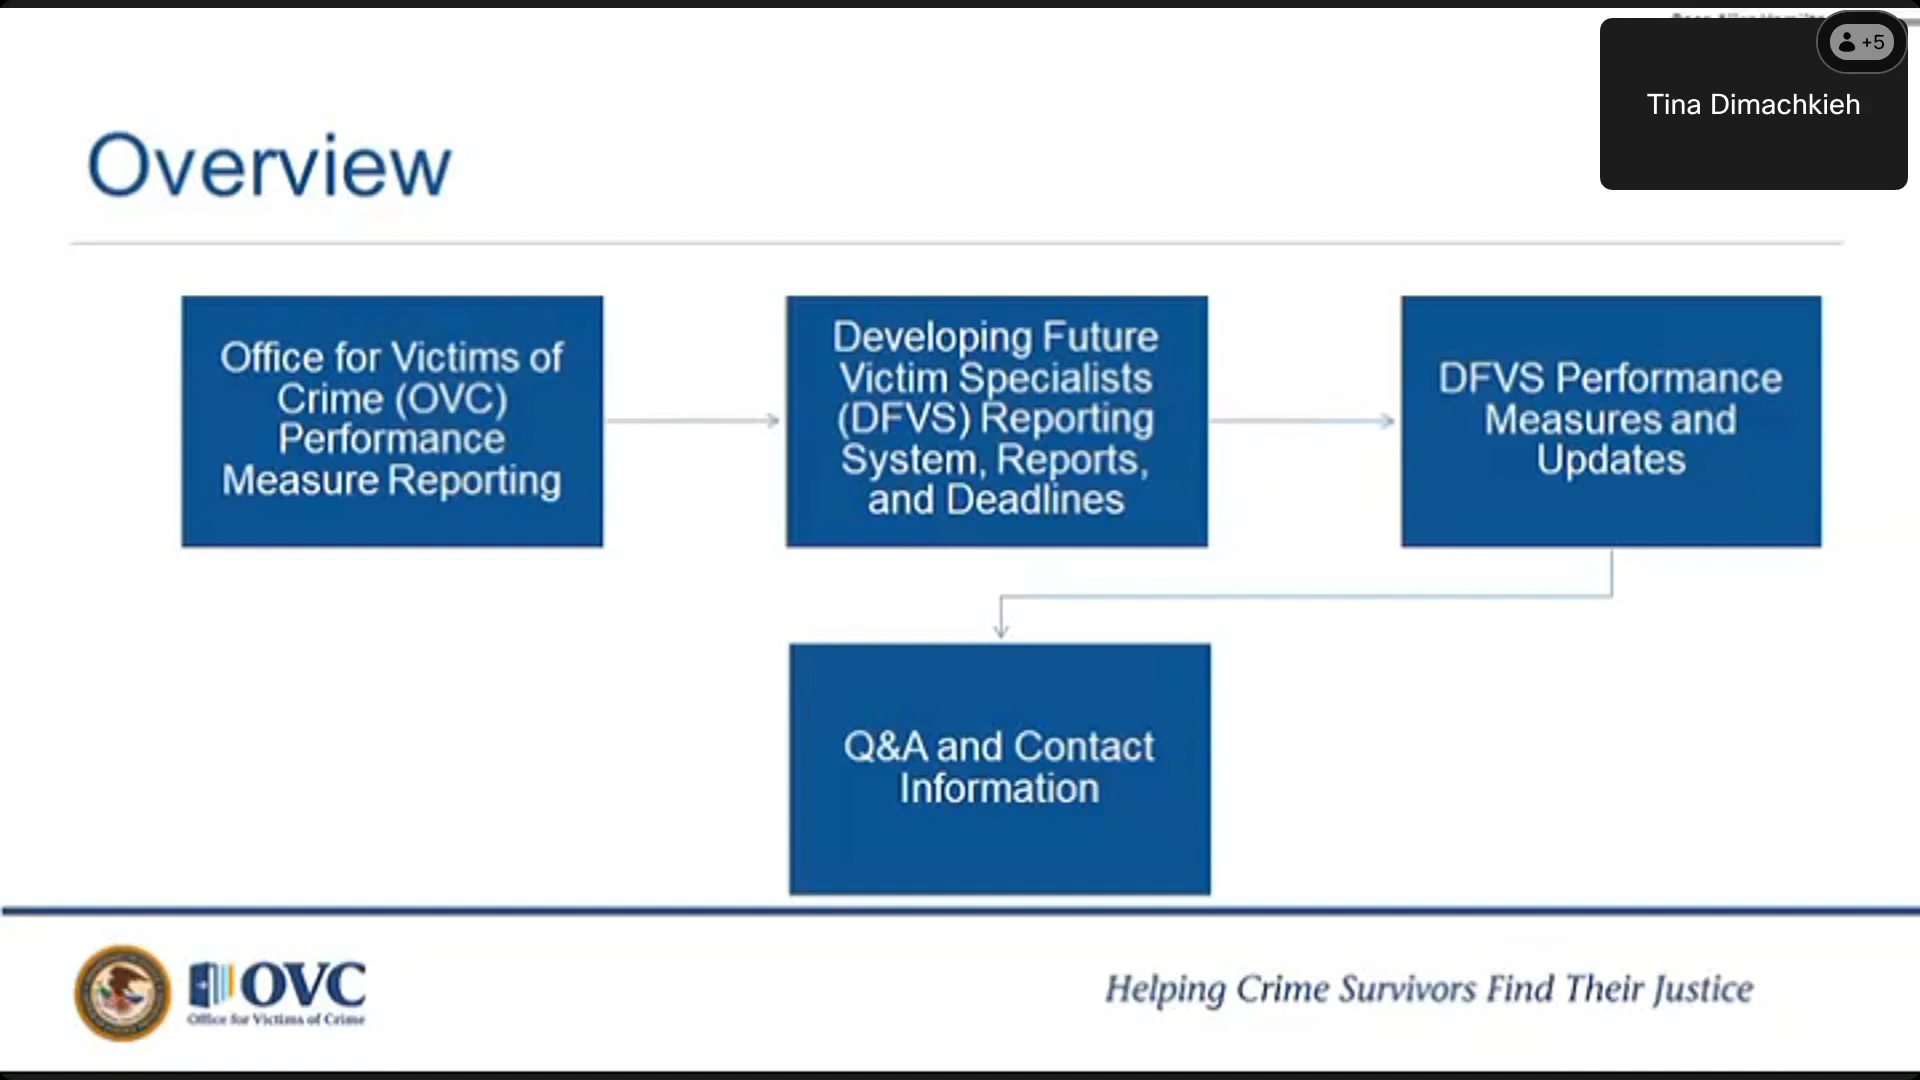 +5
Tina Dimachkieh
Overview
Office for Victims of
Crime (OVC)
Performance
Measure Reporting
Developing Future
Victim Specialists
(DFVS) Reporting
System, Reports,
and Deadlines
DFVS Performance
Measures and
Updates
Q&A and Contact
Information
OVC
Office for Victims of Crime
Helping Crime Survivors Find Their Justice